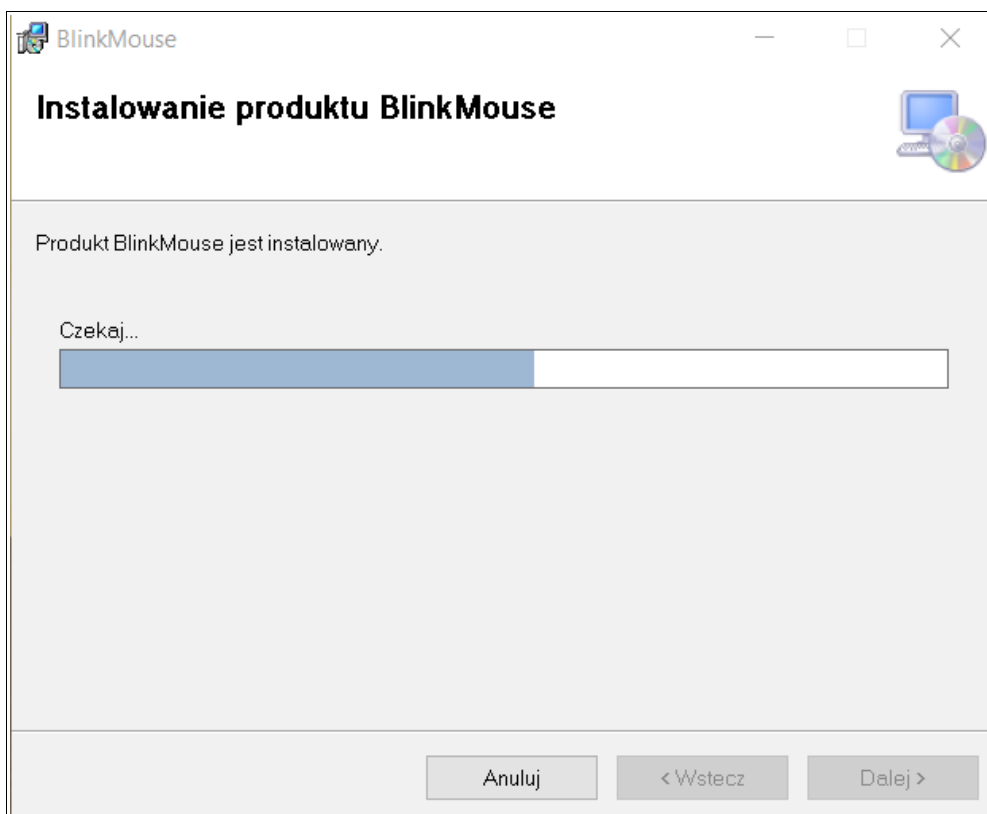 BlinkMouse
Instalowanie produktu BlinkMouse
Produkt BlinkMouse jest instalowany.
Czekaj...
Anuluj
< Wstecz
Dalej >